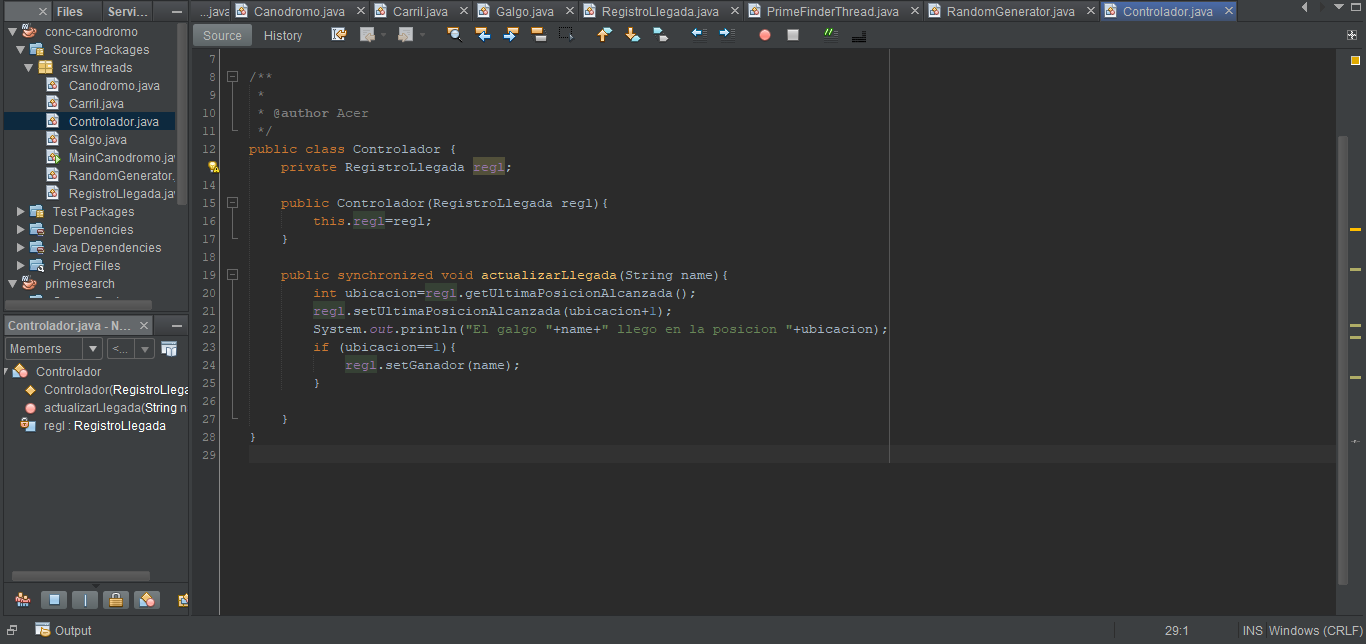 Files Servi...
...java Canodromo.java Carril.java Galgo.java RegistroLlegada.java PrimeFinderThread.java RandomGenerator.java Controlador.java
conc-canodromo
Source Packages
arsw.threads
Canodromo.java
Carril.java
Controlador.java
Galgo.java
MainCanodromo.ja
RandomGenerator.
RegistroLlegada.ja
Test Packages
Dependencies
Java Dependencies
Project Files
primesearch
Controlador.java - N...
Members <...
Controlador
Controlador(RegistroLlega
actualizarLlegada(String n
regl : RegistroLlegada
Source History
7
8 /**
9 *
10 * @author Acer
11 */
12 public class Controlador {
private RegistroLlegada regl;
14
15 public Controlador(RegistroLlegada regl){
16 this.regl=regl;
17 }
18
19 public synchronized void actualizarLlegada(String name){
20 int ubicacion=regl.getUltimaPosicionAlcanzada();
21 regl.setUltimaPosicionAlcanzada(ubicacion+1);
22 System.out.println("El galgo "+name+" llego en la posicion "+ubicacion);
23 if (ubicacion==1){
24 regl.setGanador(name);
25 }
26
27 }
28 }
29
Output
29:1 INS Windows (CRLF)